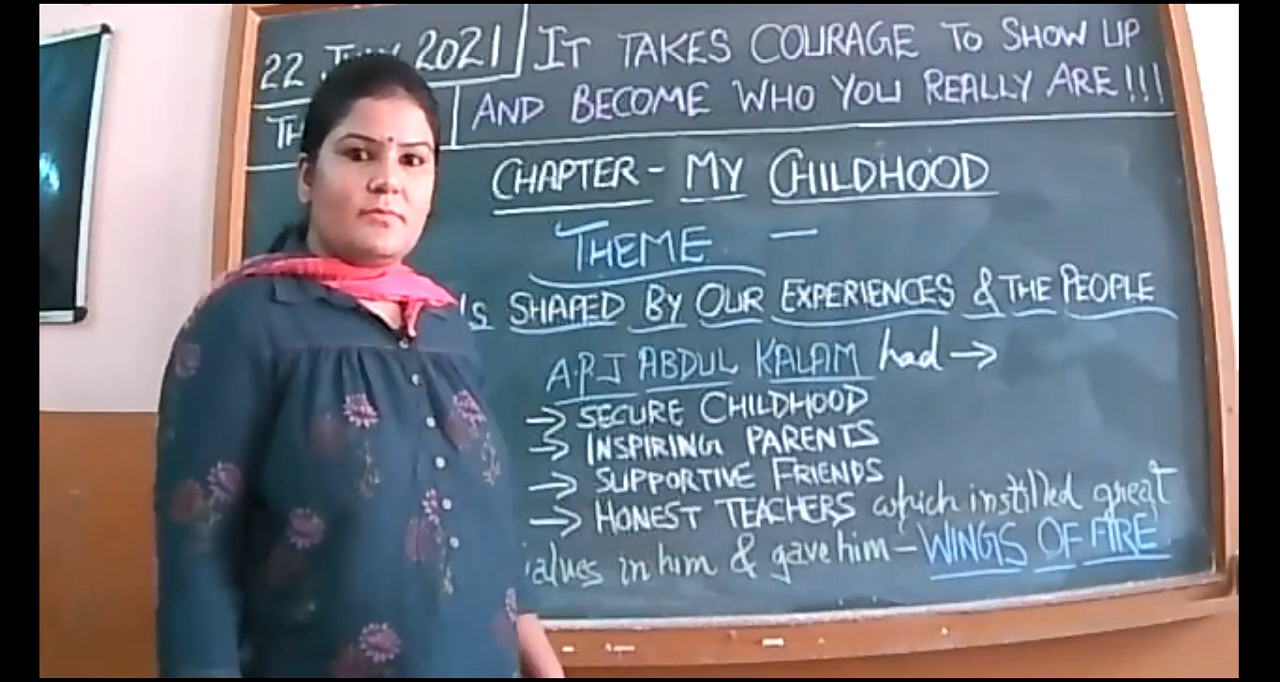 22 2021
IT TAKES COURAGE TO SHOW UP
AND BECOME WHO YOU REALLY ARE!!!
CHAPTER - MY CHILDHOOD
THEME -
IS SHAPED BY OUR EXPERIENCES & THE PEOPLE
A.P.J ABDUL KALAM had →
→ SECURE CHILDHOOD
→ INSPIRING PARENTS
→ SUPPORTIVE FRIENDS
→ HONEST TEACHERS which instilled great
in him & gave him - WINGS OF FIRE